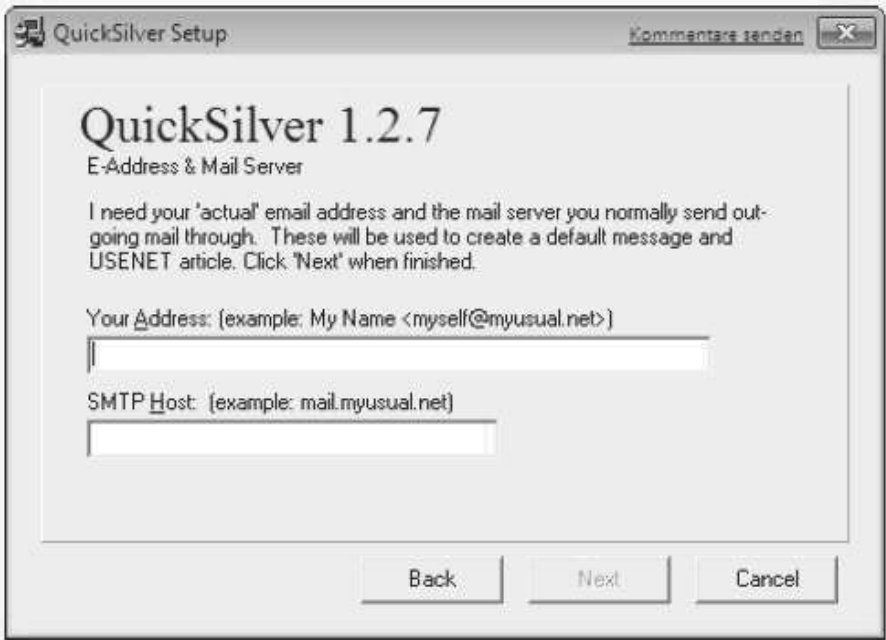 QuickSilver Setup
Kommentare senden
QuickSilver 1.2.7
E-Address & Mail Server
I need your 'actual' email address and the mail server you normally send out-
going mail through. These will be used to create a default message and
USENET article. Click 'Next' when finished.
Your Address: (example: My Name <myself@myusual.net>)
SMTP Host: (example: mail.myusual.net)
Back Next Cancel